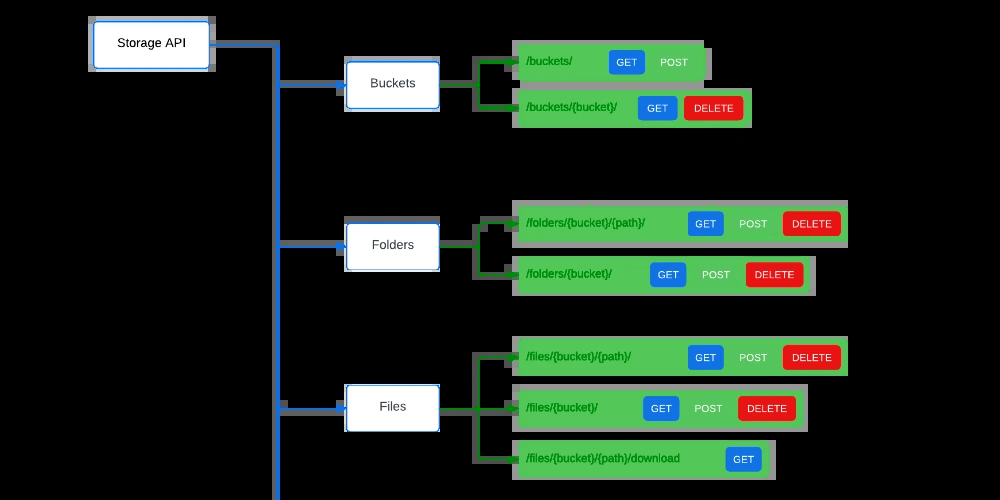 Storage API
Buckets
/buckets/ GET POST
/buckets/{bucket}/ GET DELETE
Folders
/folders/{bucket}/{path}/ GET POST DELETE
/folders/{bucket}/ GET POST DELETE
Files
/files/{bucket}/{path}/ GET POST DELETE
/files/{bucket}/ GET POST DELETE
/files/{bucket}/{path}/download GET